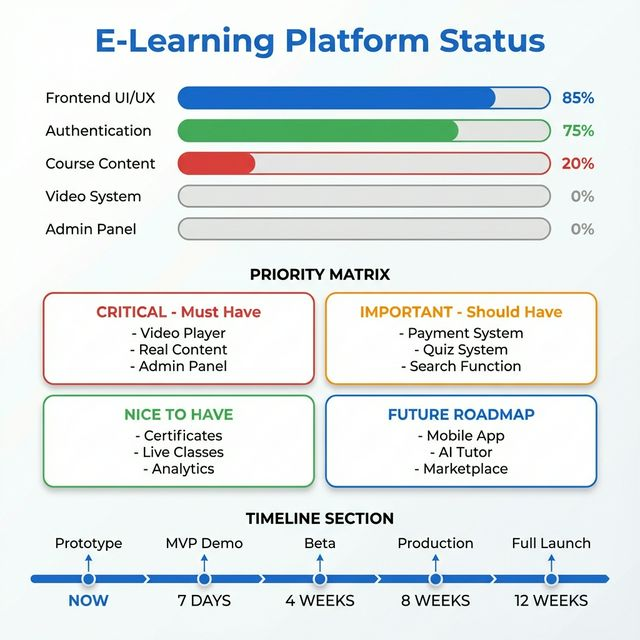 E-Learning Platform Status
Frontend UI/UX 85%
Authentication 75%
Course Content 20%
Video System 0%
Admin Panel 0%
PRIORITY MATRIX
CRITICAL - Must Have
- Video Player
- Real Content
- Admin Panel
IMPORTANT - Should Have
- Payment System
- Quiz System
- Search Function
NICE TO HAVE
- Certificates
- Live Classes
- Analytics
FUTURE ROADMAP
- Mobile App
- AI Tutor
- Marketplace
TIMELINE SECTION
Prototype MVP Demo Beta Production Full Launch
NOW 7 DAYS 4 WEEKS 8 WEEKS 12 WEEKS